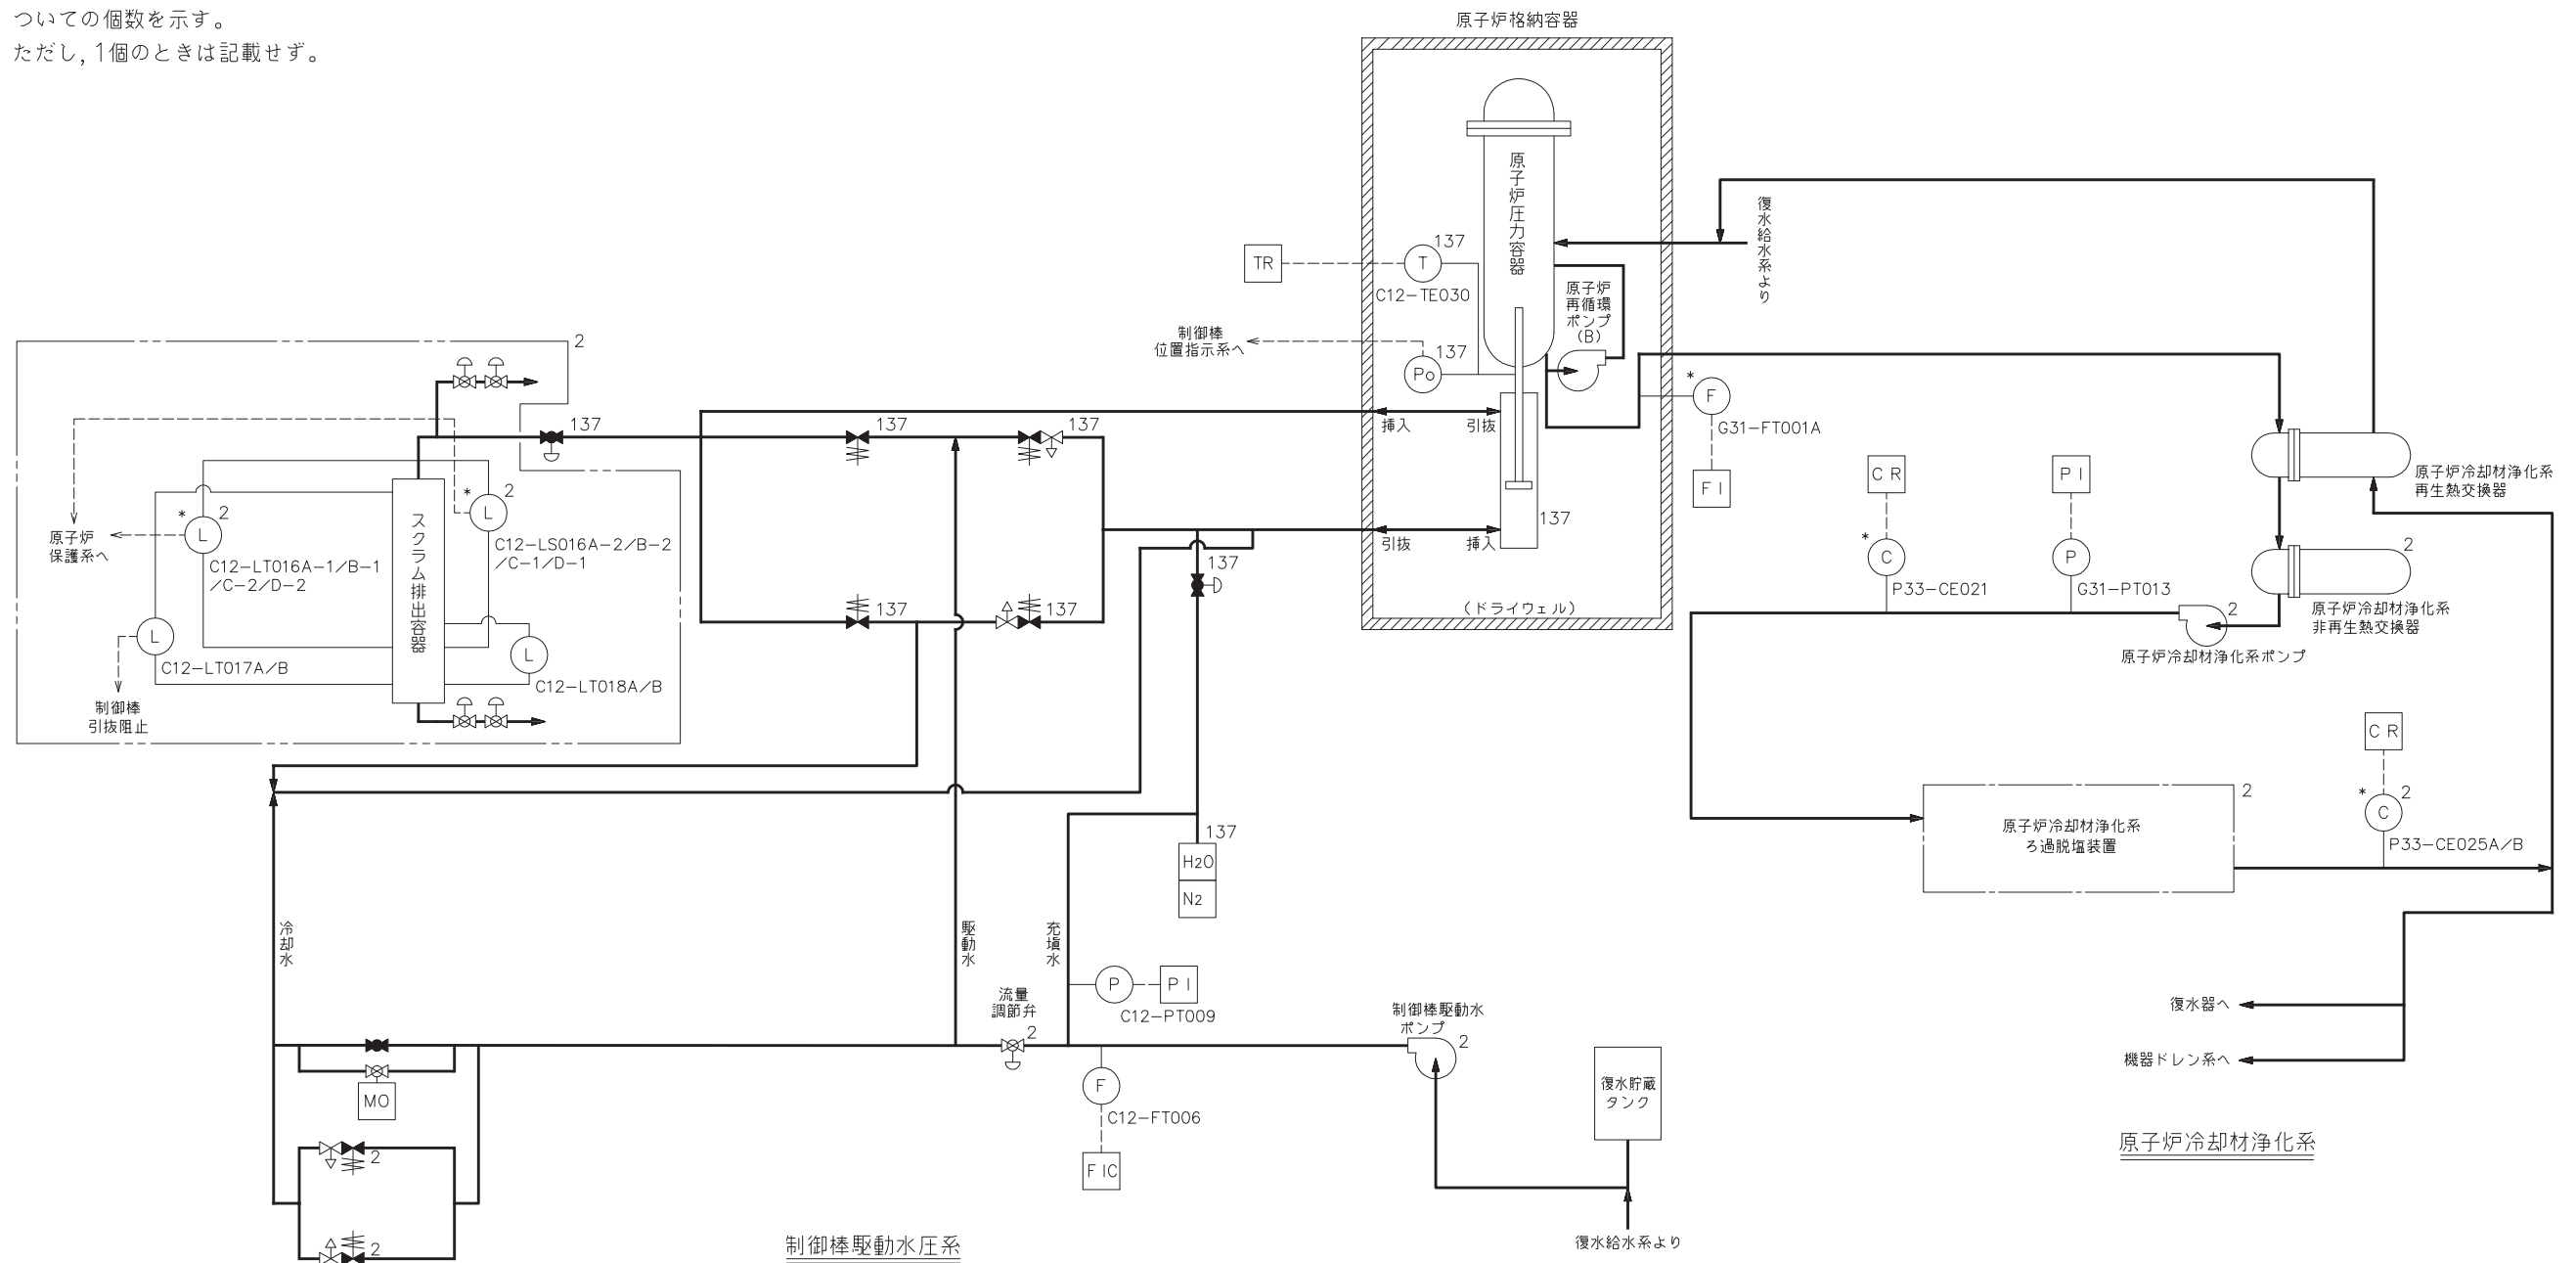 ついての個数を示す。
ただし,1個のときは記載せず。
原子炉格納容器
原子炉圧力容器
復水給水系より
137
T
TR
C12-TE030
原子炉
再循環
ポンプ
(B)
制御棒
位置指示系へ
137
Po
*
F
G31-FT001A
F I
挿入
引抜
引抜
挿入
137
(ドライウェル)
2
137
137
137
137
137
スクラム排出容器
* 2
L
C12-LT016A-1/B-1
/C-2/D-2
* 2
L
C12-LS016A-2/B-2
/C-1/D-1
原子炉
保護系へ
L
C12-LT017A/B
L
C12-LT018A/B
制御棒
引抜阻止
137
137
H2O
N2
C R
*
C
P33-CE021
P I
P
G31-PT013
原子炉冷却材浄化系
再生熱交換器
2
原子炉冷却材浄化系
非再生熱交換器
2
原子炉冷却材浄化系ポンプ
C R
* 2
C
P33-CE025A/B
2
原子炉冷却材浄化系
ろ過脱塩装置
冷却水
駆動水
充填水
P
P I
C12-PT009
流量
調節弁
2
F
C12-FT006
F IC
制御棒駆動水
ポンプ
2
復水貯蔵
タンク
復水給水系より
復水器へ
機器ドレン系へ
MO
2
2
制御棒駆動水圧系
原子炉冷却材浄化系